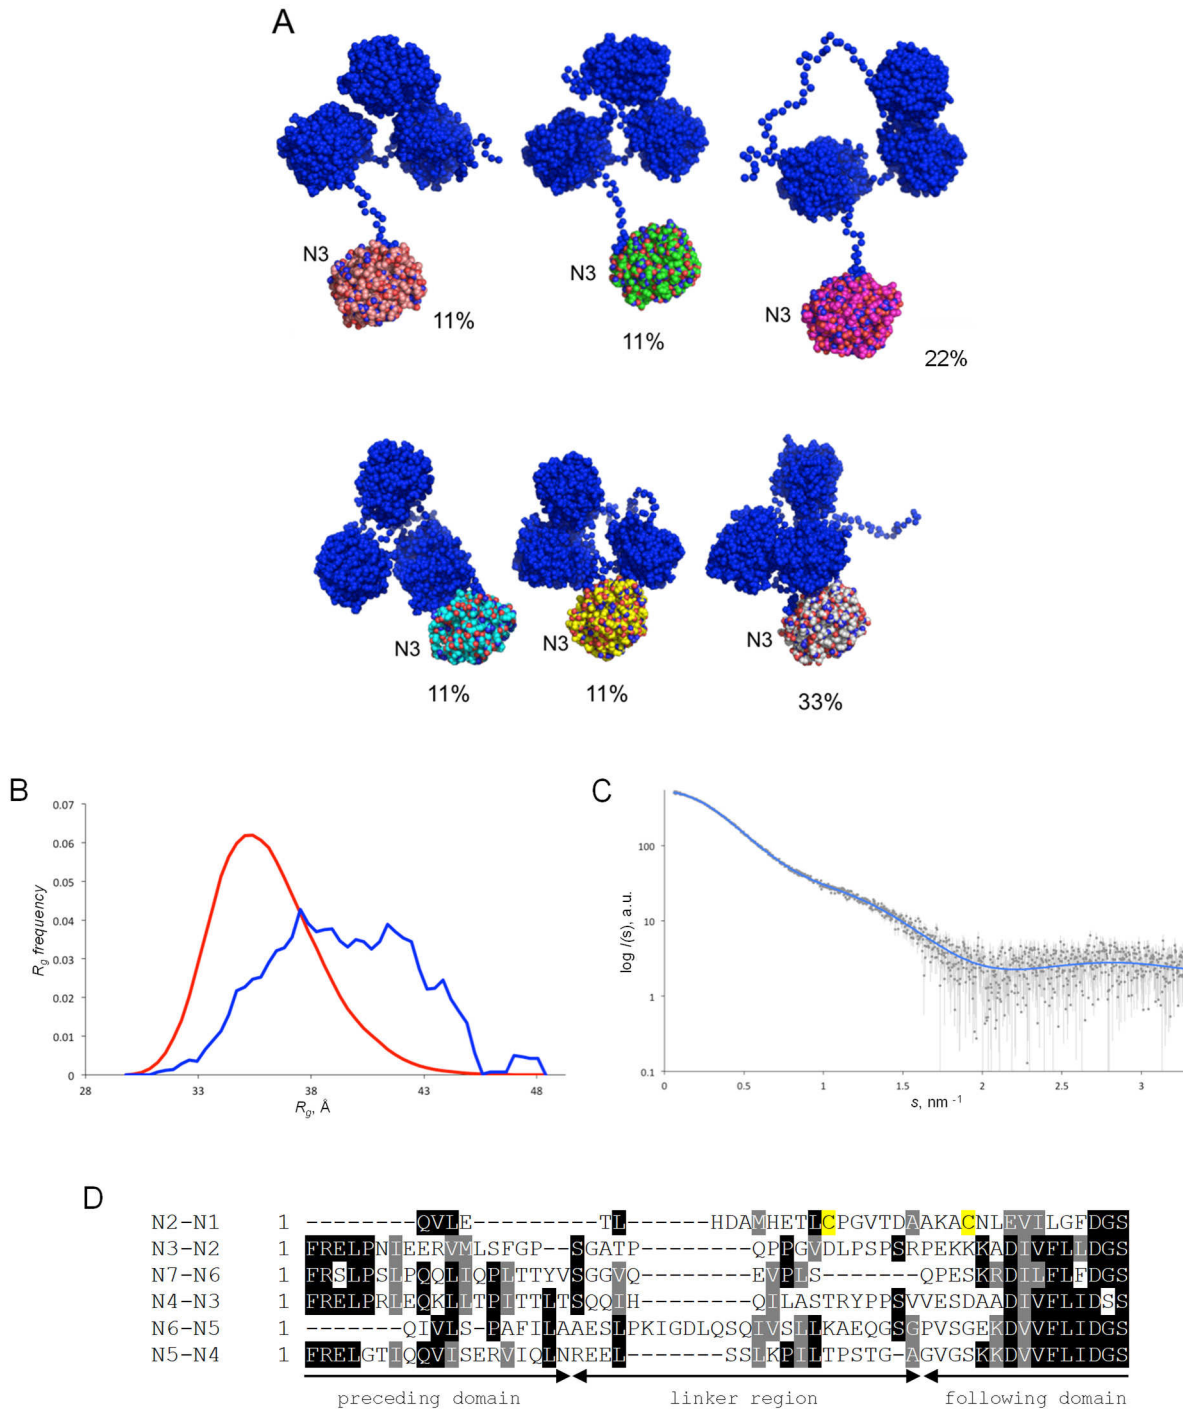 A
N3
11%
N3
11%
N3
22%
N3
11%
N3
11%
N3
33%
B
0.07
0.06
0.05
0.04
0.03
0.02
0.01
0
Rg frequency
28 33 38 43 48
Rg, Å
C
100
10
1
0.1
log I(s), a.u.
0 0.5 1 1.5 2 2.5 3
s, nm -1
D
N2-N1 1 --------QVLE---------TL------HDAMHETLCPGVTDAAKACNLEVILGFDGS
N3-N2 1 FRELPNIEERVMLSFGP--SGATP--------QPPGVDLPSPSRPEKKKADIVFLLDGS
N7-N6 1 FRSLPSLPQQLIQPLTTYVSGGVQ--------EVPLS-------QPESKRDILFLFDGS
N4-N3 1 FRELPRLEQKLLTPITTLTSQQIH--------QILASTRYPPSVVESDAADIVFLIDSS
N6-N5 1 -------QIVLS-PAFILAAESLPKIGDLQSQIVSLLKAEQGSGPVSGEKDVVFLIDGS
N5-N4 1 FRELGTIQQVISERVIQLNREEL-------SSLKPILTPSTG-AGVGSKKDVVFLIDGS
preceding domain linker region following domain